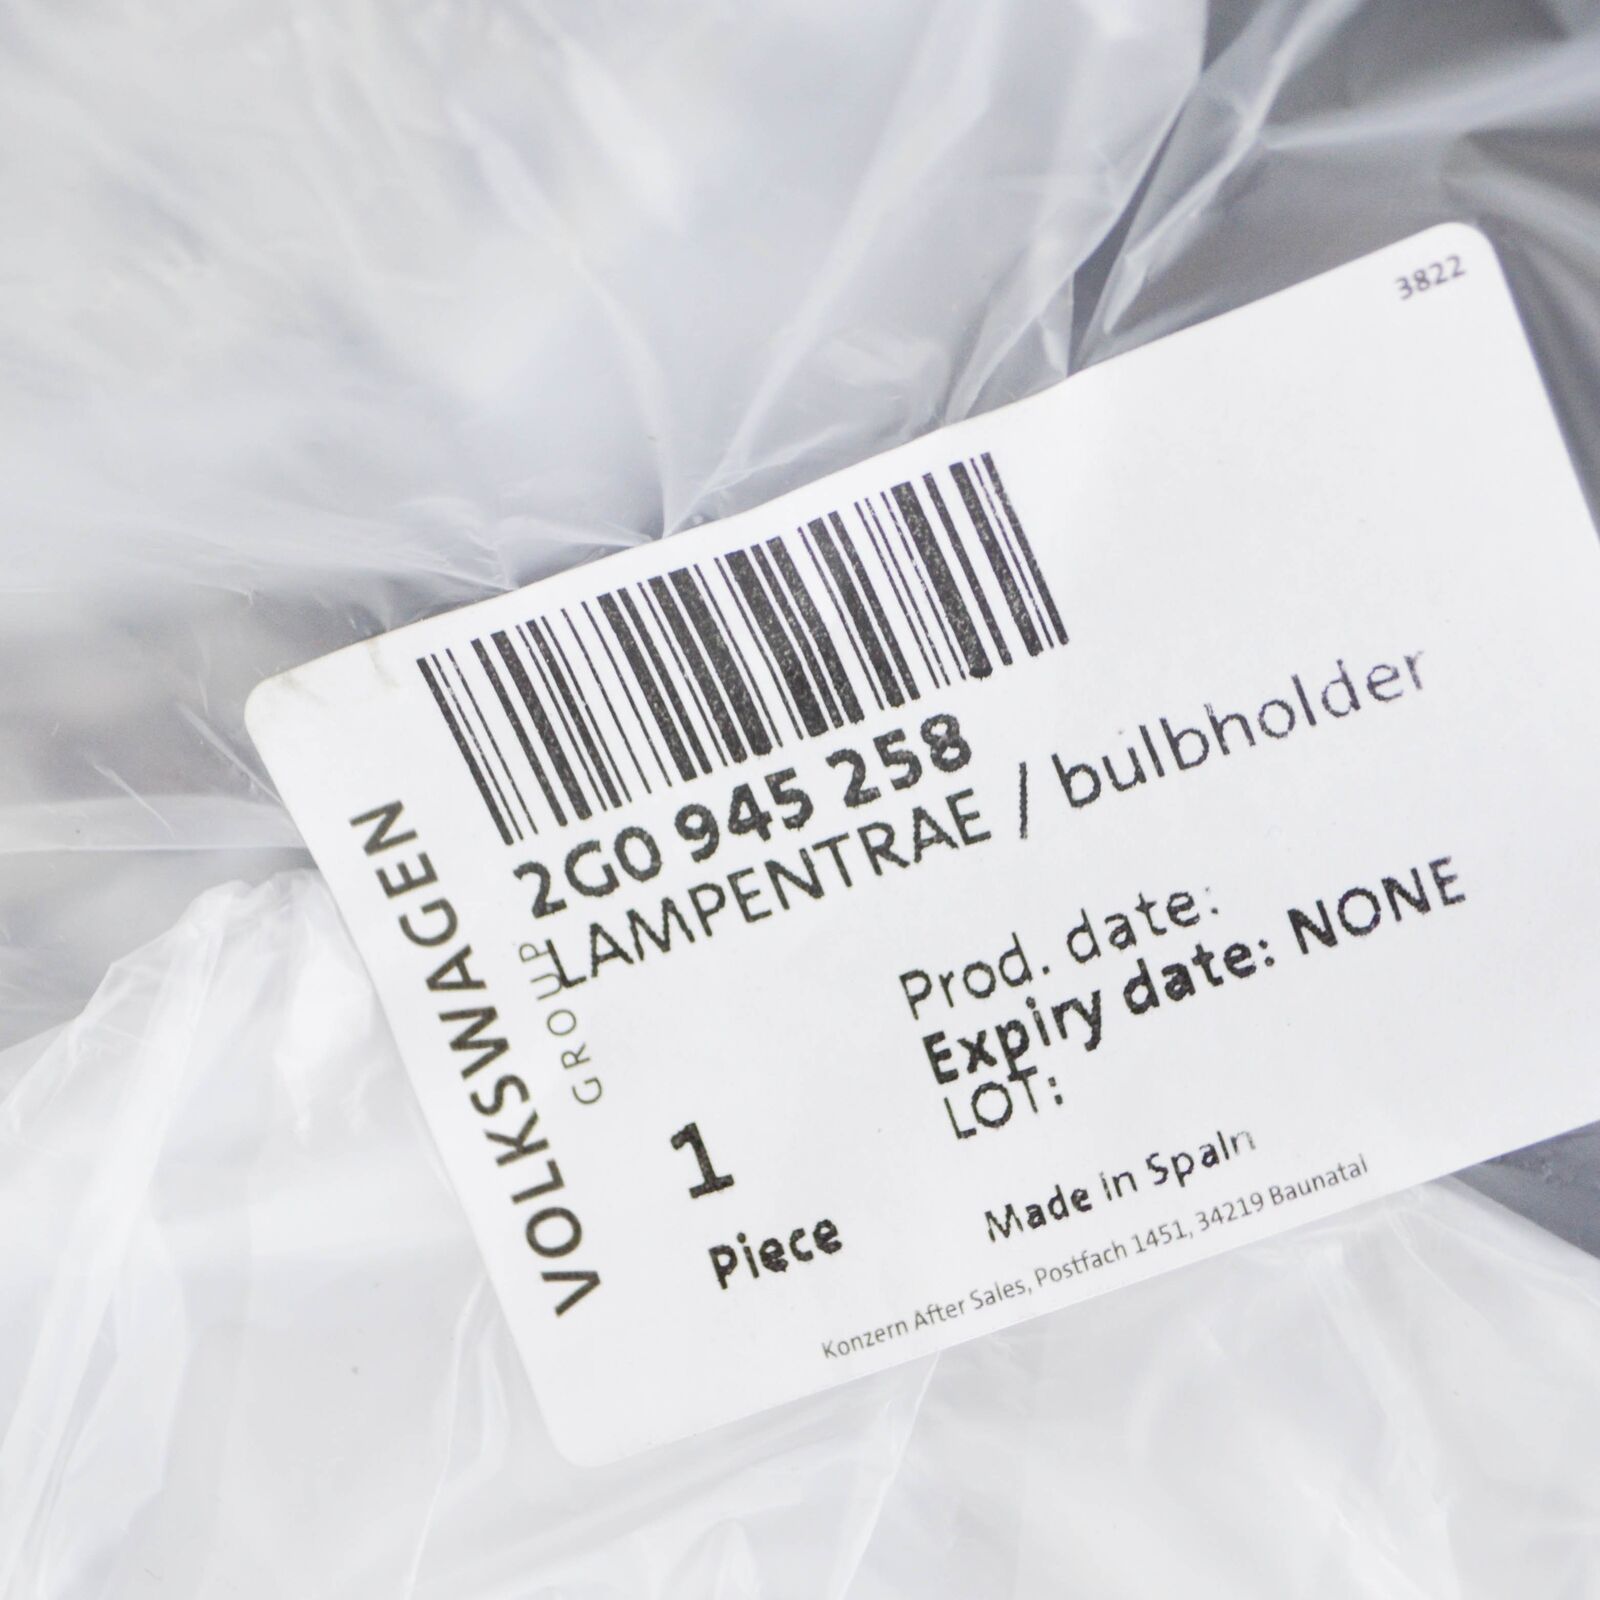 3822
2G0 945 258
LAMPENTRAE / bulbholder
VOLKSWAGEN
GROUP
Prod. date:
Expiry date: NONE
LOT:
1
Piece
Made in Spain
Konzern After Sales, Postfach 1451, 34219 Baunatal